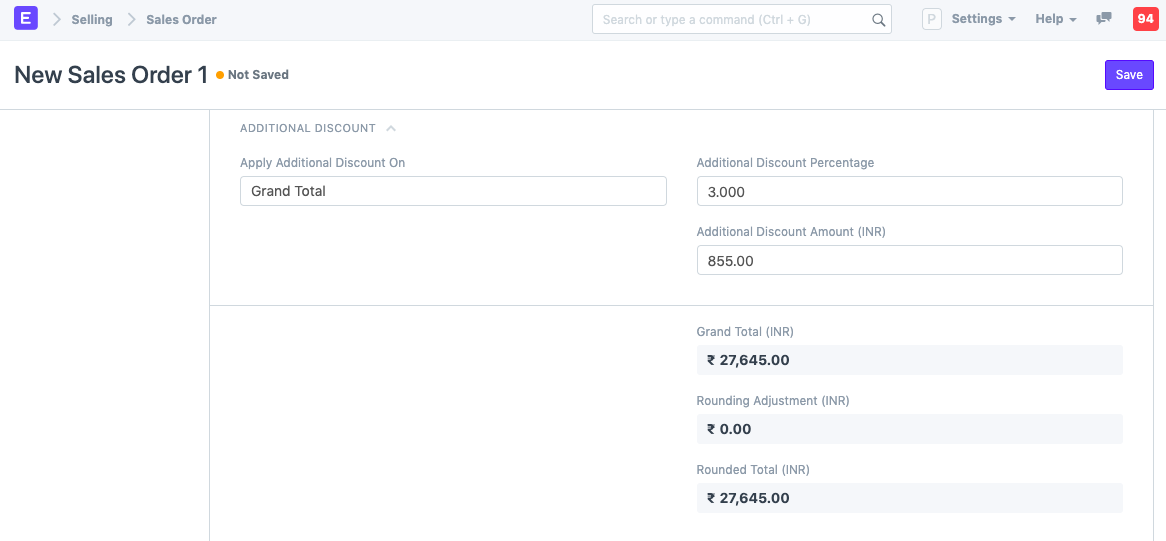 E Selling Sales Order Search or type a command (Ctrl + G) P Settings Help 94
New Sales Order 1 Not Saved Save
ADDITIONAL DISCOUNT
Apply Additional Discount On
Grand Total
Additional Discount Percentage
3.000
Additional Discount Amount (INR)
855.00
Grand Total (INR)
₹ 27,645.00
Rounding Adjustment (INR)
₹ 0.00
Rounded Total (INR)
₹ 27,645.00